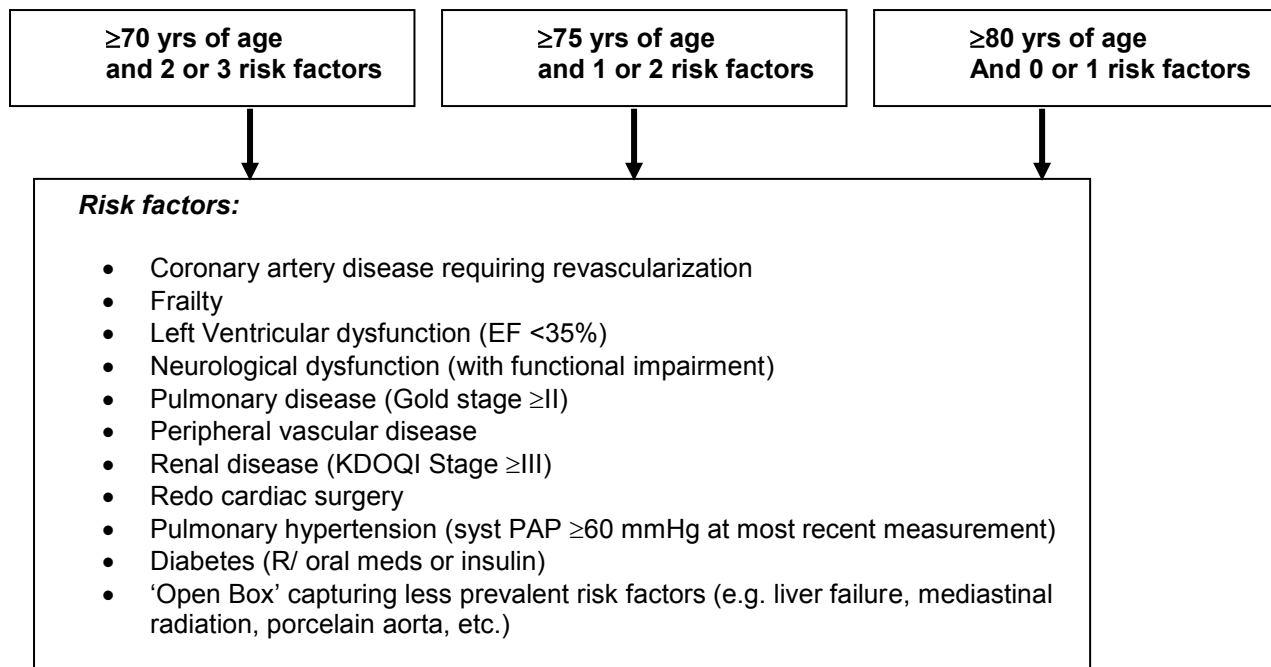 ≥70 yrs of age
and 2 or 3 risk factors
≥75 yrs of age
and 1 or 2 risk factors
≥80 yrs of age
And 0 or 1 risk factors
Risk factors:
• Coronary artery disease requiring revascularization
• Frailty
• Left Ventricular dysfunction (EF <35%)
• Neurological dysfunction (with functional impairment)
• Pulmonary disease (Gold stage ≥II)
• Peripheral vascular disease
• Renal disease (KDOQI Stage ≥III)
• Redo cardiac surgery
• Pulmonary hypertension (syst PAP ≥60 mmHg at most recent measurement)
• Diabetes (R/ oral meds or insulin)
• ‘Open Box’ capturing less prevalent risk factors (e.g. liver failure, mediastinal
radiation, porcelain aorta, etc.)